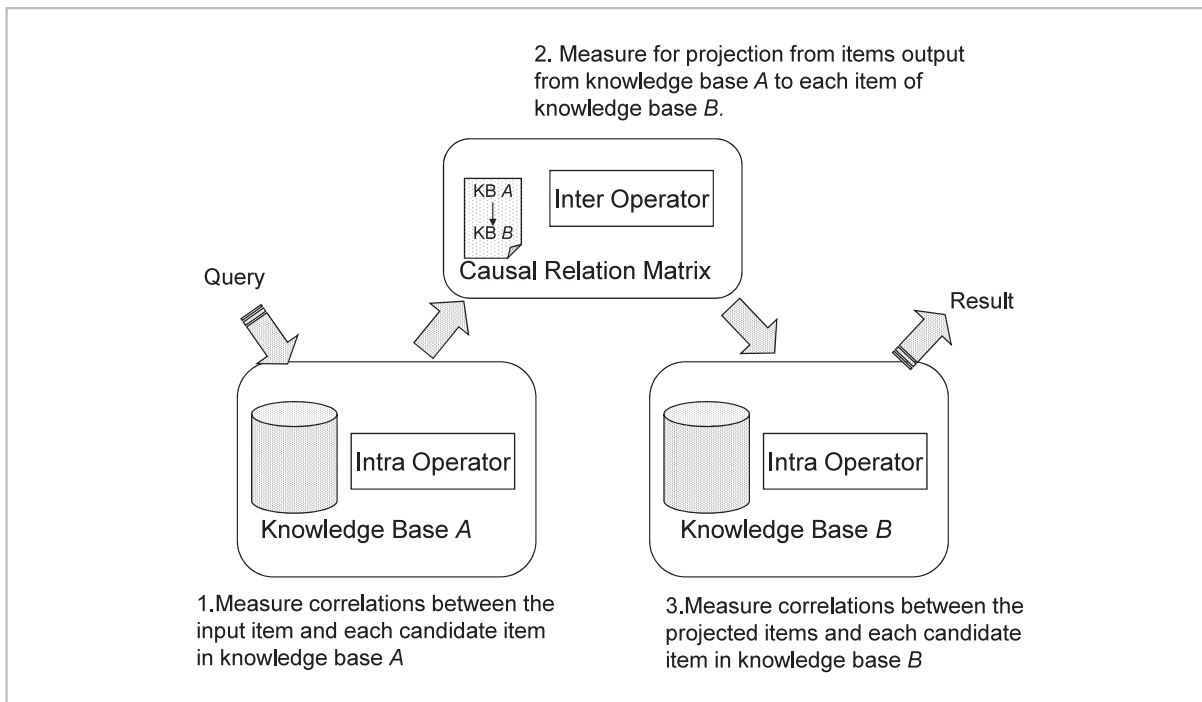 2. Measure for projection from items output
from knowledge base A to each item of
knowledge base B.
KB A
KB B
Inter Operator
Causal Relation Matrix
Query
Result
Intra Operator
Knowledge Base A
Intra Operator
Knowledge Base B
1.Measure correlations between the
input item and each candidate item
in knowledge base A
3.Measure correlations between the
projected items and each candidate
item in knowledge base B